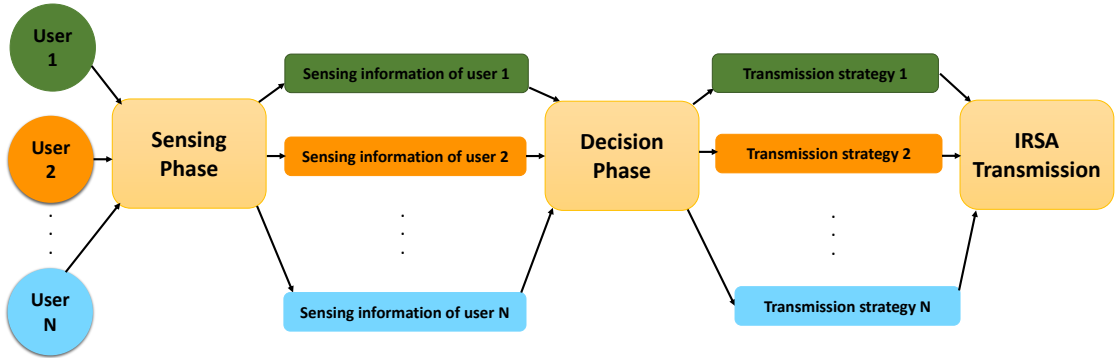 User
1
Sensing information of user 1
Transmission strategy 1
Sensing
Phase
Decision
Phase
IRSA
Transmission
User
2
Sensing information of user 2
Transmission strategy 2
User
N
Sensing information of user N
Transmission strategy N